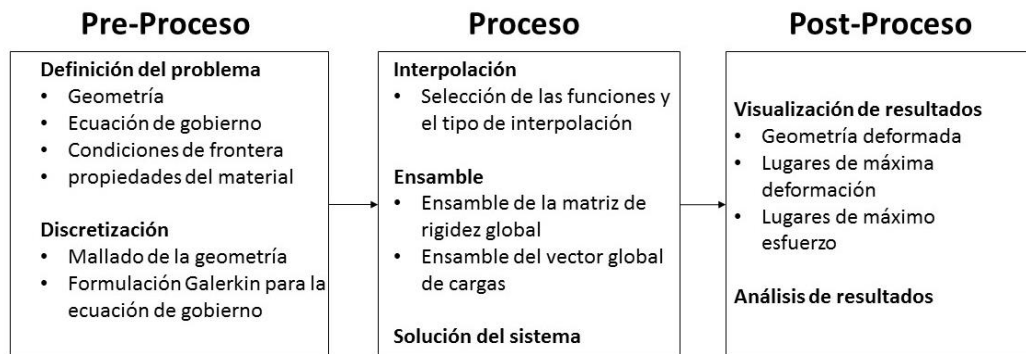 Pre-Proceso
Definición del problema
• Geometría
• Ecuación de gobierno
• Condiciones de frontera
• propiedades del material
Discretización
• Mallado de la geometría
• Formulación Galerkin para la
ecuación de gobierno
Proceso
Interpolación
• Selección de las funciones y
el tipo de interpolación
Ensamble
• Ensamble de la matriz de
rigidez global
• Ensamble del vector global
de cargas
Solución del sistema
Post-Proceso
Visualización de resultados
• Geometría deformada
• Lugares de máxima
deformación
• Lugares de máximo
esfuerzo
Análisis de resultados